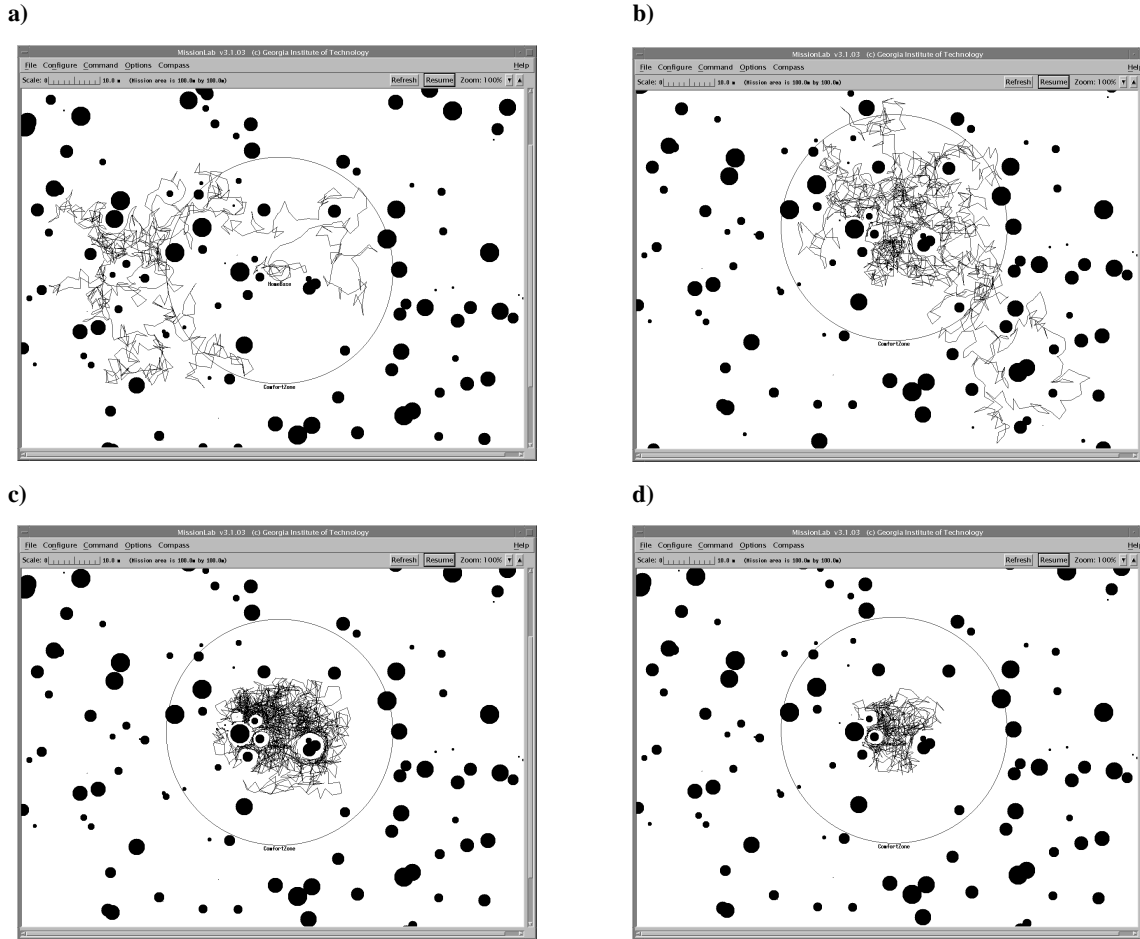 a)
MissionLab v3.1.03 (c) Georgia Institute of Technology
File Configure Command Options Compass Help
Scale: 0 10.0 m (Mission area is 100.0m by 100.0m) Refresh Resume Zoom: 100%
HomeBase
ComfortZone
b)
MissionLab v3.1.03 (c) Georgia Institute of Technology
File Configure Command Options Compass Hel
Scale: 0 10.0 m (Mission area is 100.0m by 100.0m) Refresh Resume Zoom: 100%
ComfortZone
c)
MissionLab v3.1.03 (c) Georgia Institute of Technology
File Configure Command Options Compass Help
Scale: 0 10.0 m (Mission area is 100.0m by 100.0m) Refresh Resume Zoom: 100%
ComfortZone
d)
MissionLab v3.1.03 (c) Georgia Institute of Technology
File Configure Command Options Compass Hel
Scale: 0 10.0 m (Mission area is 100.0m by 100.0m) Refresh Resume Zoom: 100%
ComfortZone